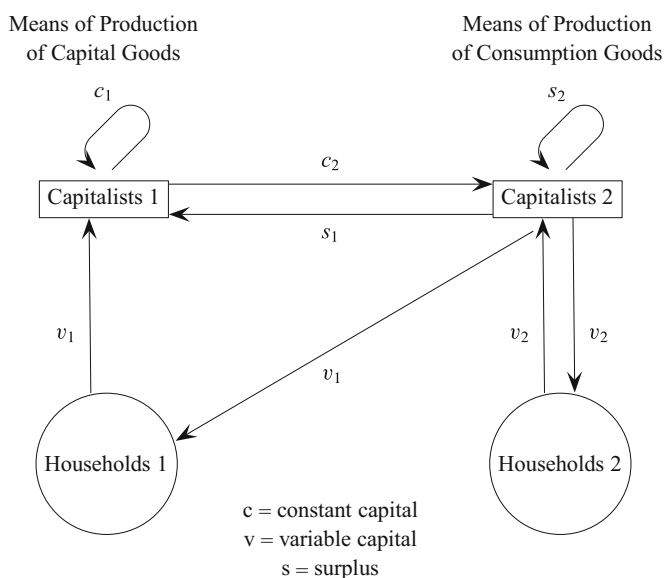 Means of Production
of Capital Goods
Means of Production
of Consumption Goods
c₁
s₂
c₂
Capitalists 1
Capitalists 2
s₁
v₁
v₂
v₂
v₁
Households 1
Households 2
c = constant capital
v = variable capital
s = surplus